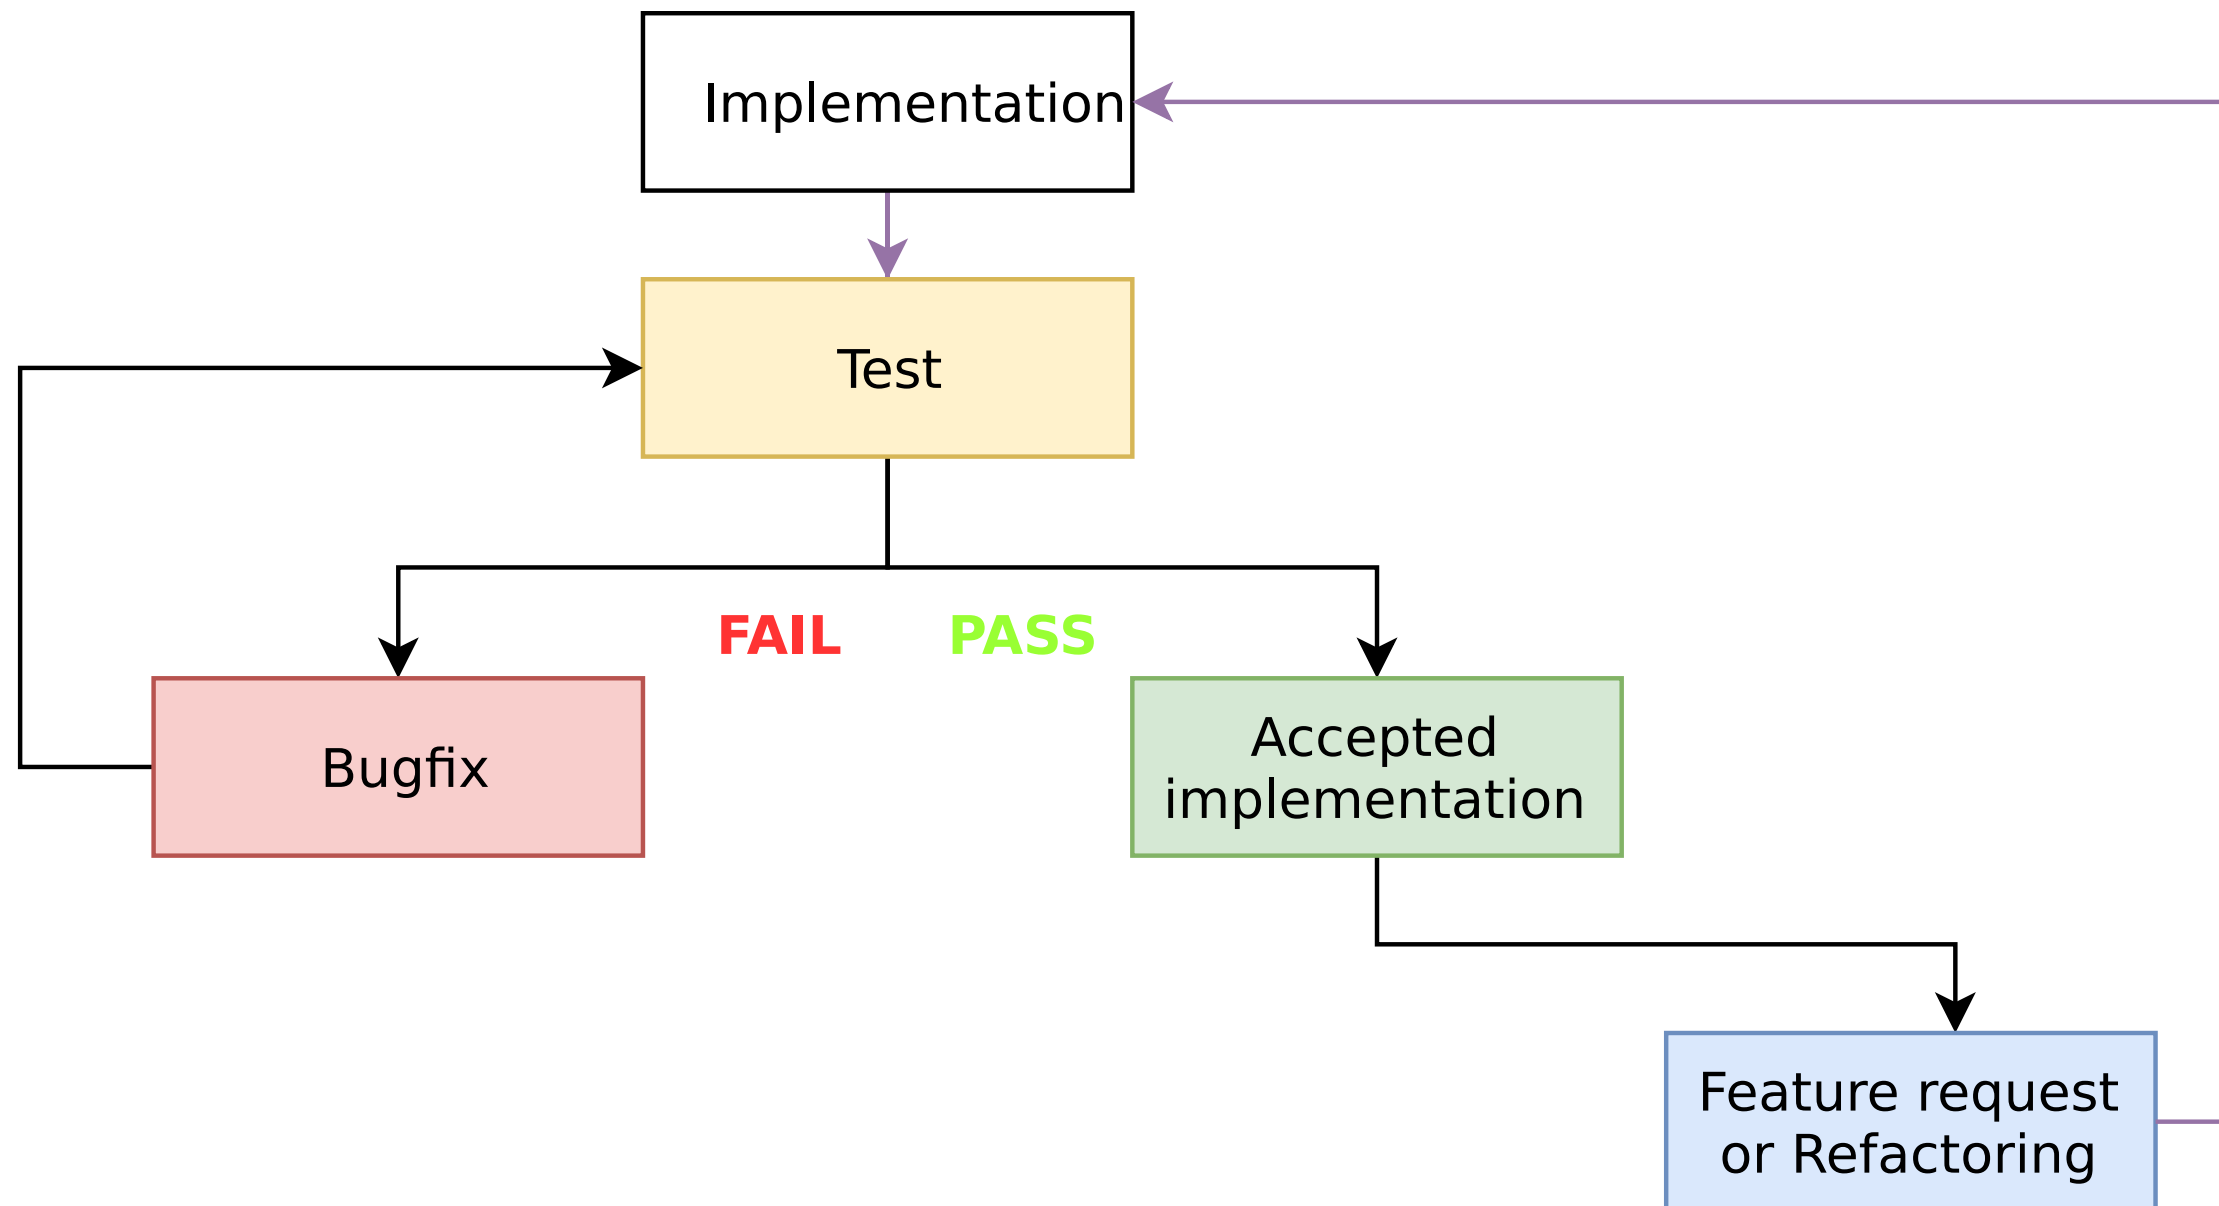 Implementation
Test
FAIL
PASS
Bugfix
Accepted
implementation
Feature request
or Refactoring